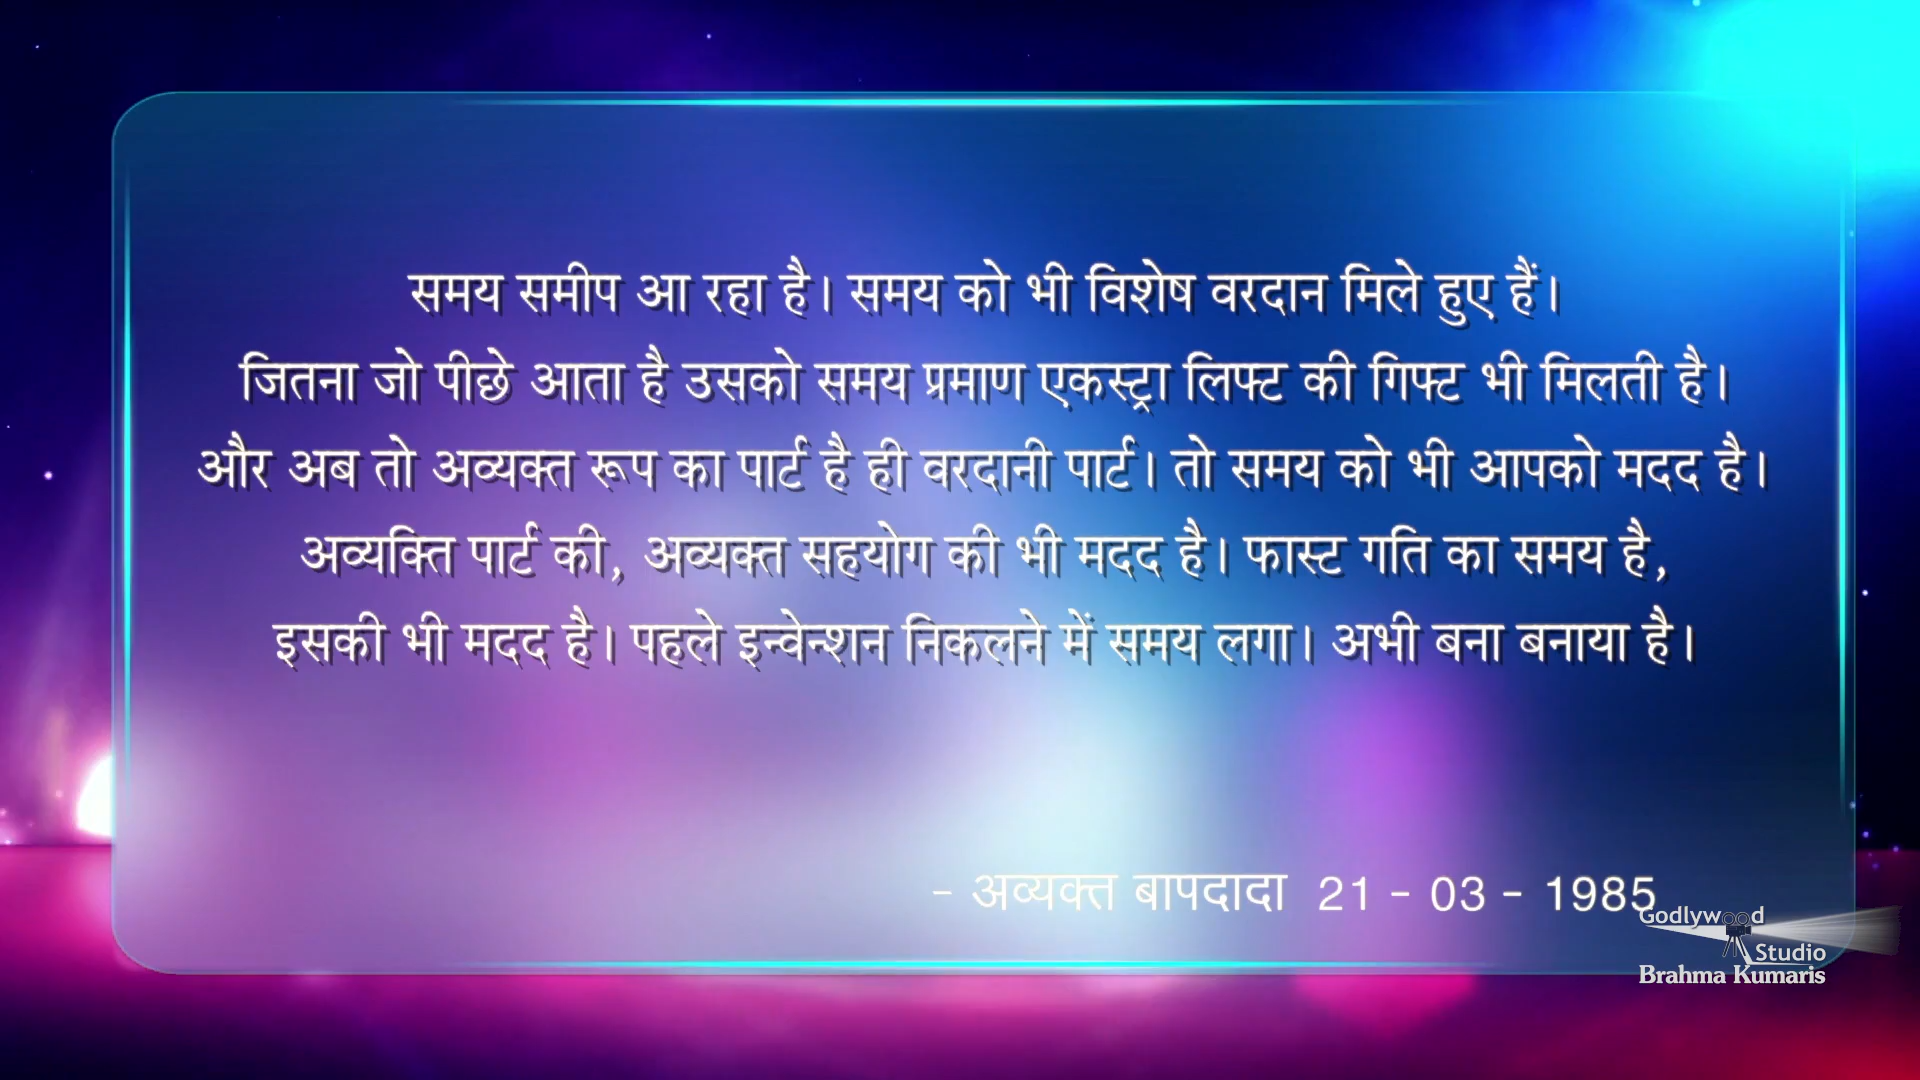 समय समीप आ रहा है। समय को भी विशेष वरदान मिले हुए हैं।
जितना जो पीछे आता है उसको समय प्रमाण एकस्ट्रा लिफ्ट की गिफ्ट भी मिलती है।
और अब तो अव्यक्त रूप का पार्ट है ही वरदानी पार्ट। तो समय को भी आपको मदद है।
अव्यक्ति पार्ट की, अव्यक्त सहयोग की भी मदद है। फास्ट गति का समय है,
इसकी भी मदद है। पहले इन्वेन्शन निकलने में समय लगा। अभी बना बनाया है।
- अव्यक्त बापदादा 21 - 03 - 1985
Godlywood
Studio
Brahma Kumaris